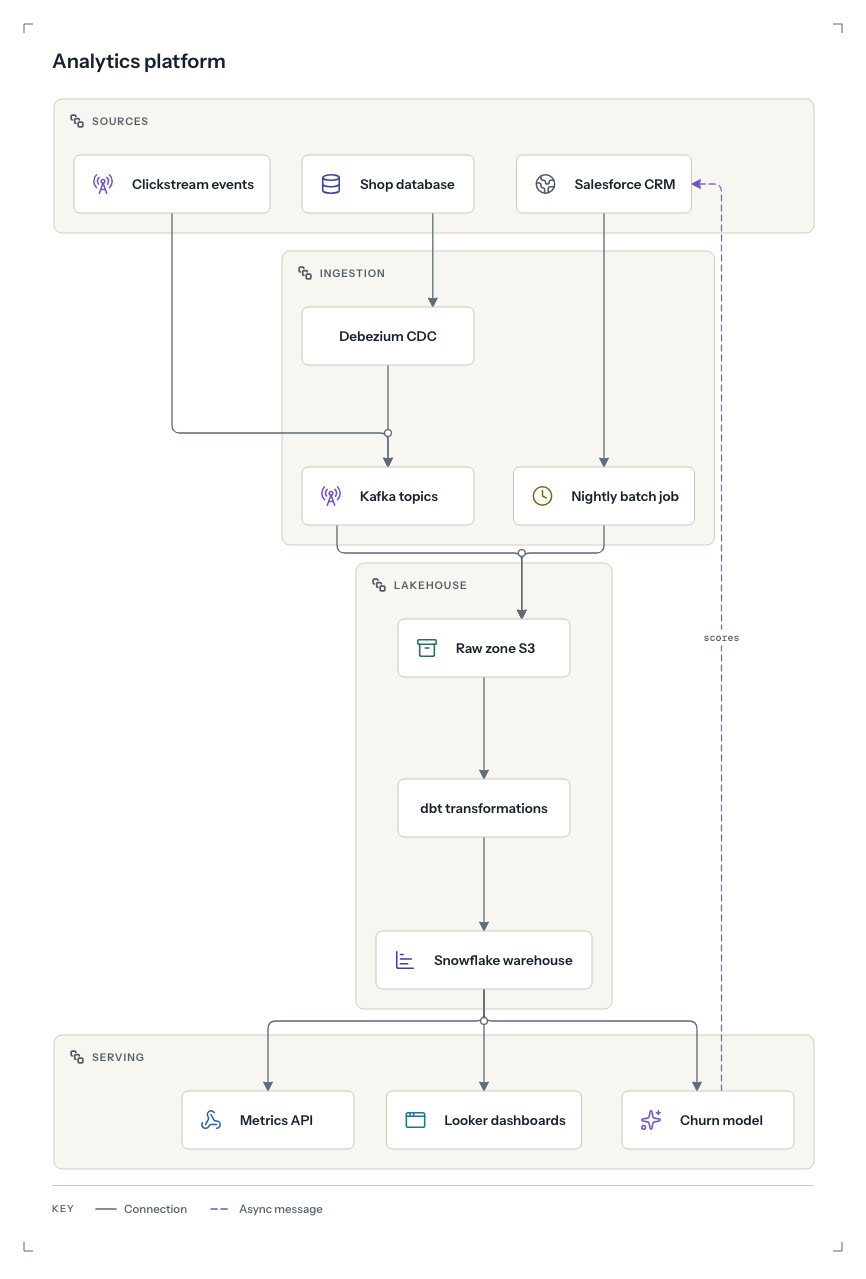 Analytics platform
SOURCES
Clickstream events
Shop database
Salesforce CRM
INGESTION
Debezium CDC
Kafka topics
Nightly batch job
LAKEHOUSE
Raw zone S3
scores
dbt transformations
Snowflake warehouse
SERVING
Metrics API
Looker dashboards
Churn model
KEY
Connection
Async message